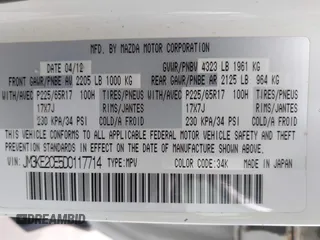 MFD. BY MAZDA MOTOR CORPORATION
DATE 04/12 GVWR/PNBV 4323 LB 1961 KG
FRONT GAWR/PNBE AV 2205 LB 1000 KG REAR GAWR/PNBE AR 2125 LB 964 KG
WITH/AVEC P225/65R17 100H TIRES/PNEUS WITH/AVEC P225/65R17 100H TIRES/PNEUS
17X7J RIMS/JANTES 17X7J RIMS/JANTES
230 KPA/34 PSI COLD/A FROID 230 KPA/34 PSI COLD/A FROID
THIS VEHICLE CONFORMS TO ALL APPLICABLE FEDERAL MOTOR VEHICLE SAFETY, BUMPER AND THEFT
PREVENTION STANDARDS IN EFFECT ON THE DATE OF MANUFACTURE SHOWN ABOVE.
VIN: JM3KE2CE5D0117714 TYPE:MPV COLOR CODE:34K MADE IN JAPAN
DREAMBID